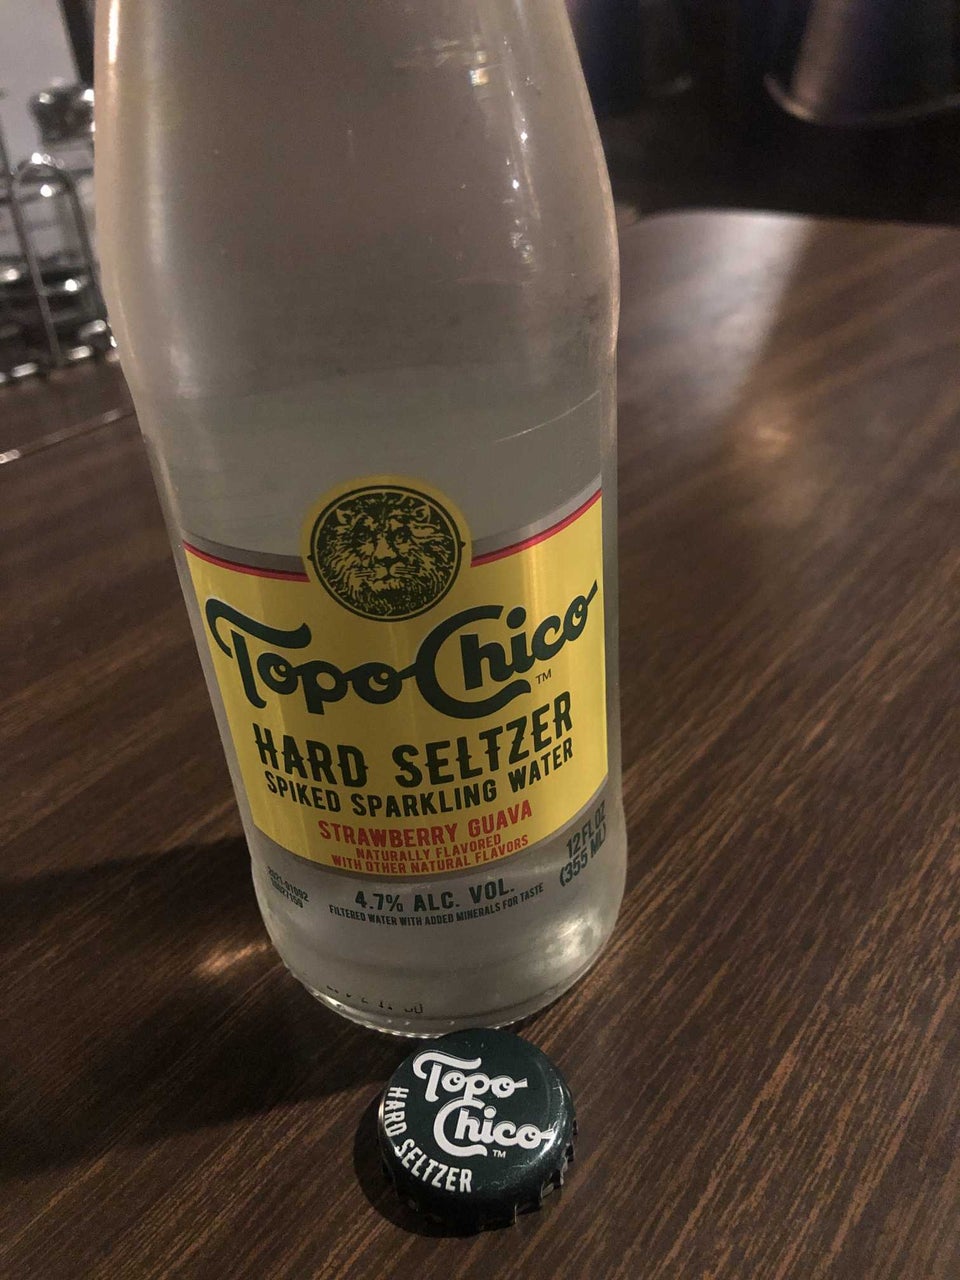 Topo Chico
TM
HARD SELTZER
SPIKED SPARKLING WATER
STRAWBERRY GUAVA
NATURALLY FLAVORED
WITH OTHER NATURAL FLAVORS
12 FL OZ
(355 ML)
4.7% ALC. VOL.
FILTERED WATER WITH ADDED MINERALS FOR TASTE
Topo
Chico
TM
HARD SELTZER